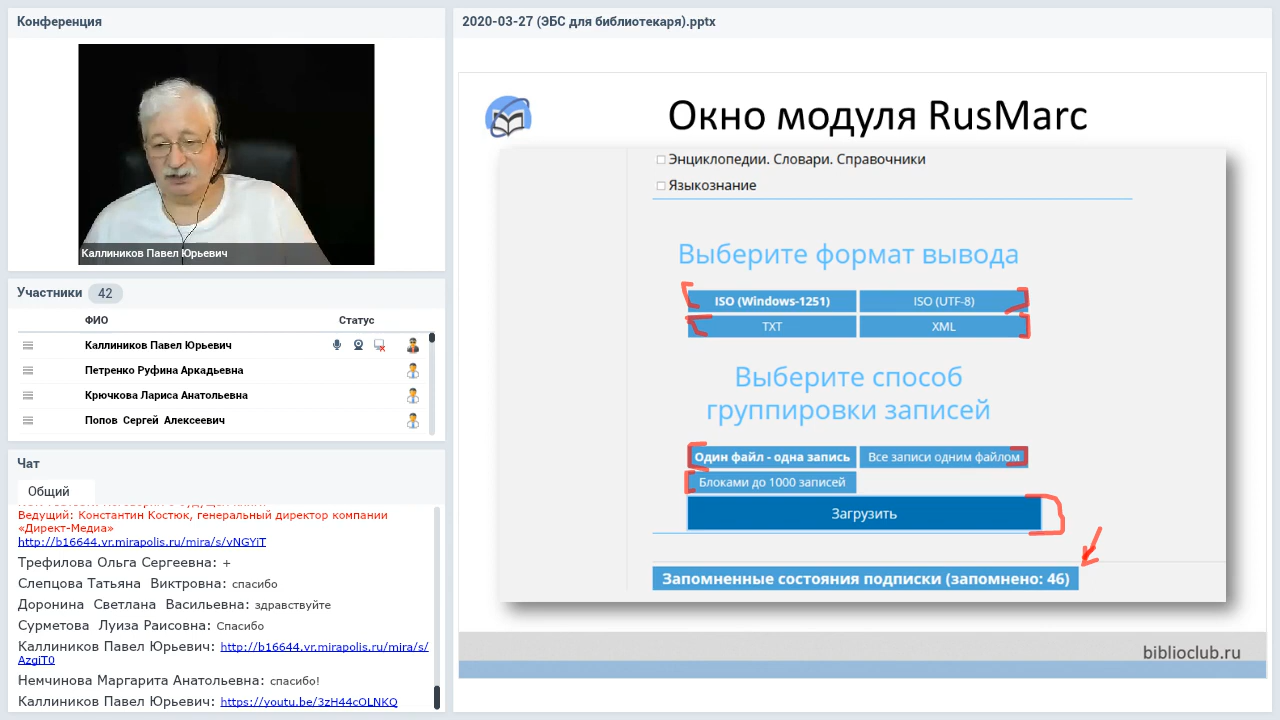 Конференция
Каллиников Павел Юрьевич
Участники 42
ФИО Статус
Каллиников Павел Юрьевич
Петренко Руфина Аркадьевна
Крючкова Лариса Анатольевна
Попов Сергей Алексеевич
Чат
Общий
Ведущий: Константин Костюк, генеральный директор компании
«Директ-Медиа»
http://b16644.vr.mirapolis.ru/mira/s/vNGYiT
Трефилова Ольга Сергеевна: +
Слепцова Татьяна Виктровна: спасибо
Доронина Светлана Васильевна: здравствуйте
Сурметова Луиза Раисовна: Спасибо
Каллиников Павел Юрьевич: http://b16644.vr.mirapolis.ru/mira/s/
AzgiT0
Немчинова Маргарита Анатольевна: спасибо!
Каллиников Павел Юрьевич: https://youtu.be/3zH44cOLNKQ
2020-03-27 (ЭБС для библиотекаря).pptx
Окно модуля RusMarc
Энциклопедии. Словари. Справочники
Языкознание
Выберите формат вывода
ISO (Windows-1251) ISO (UTF-8)
TXT XML
Выберите способ
группировки записей
Один файл - одна запись Все записи одним файлом
Блоками до 1000 записей
Загрузить
Запомненные состояния подписки (запомнено: 46)
biblioclub.ru